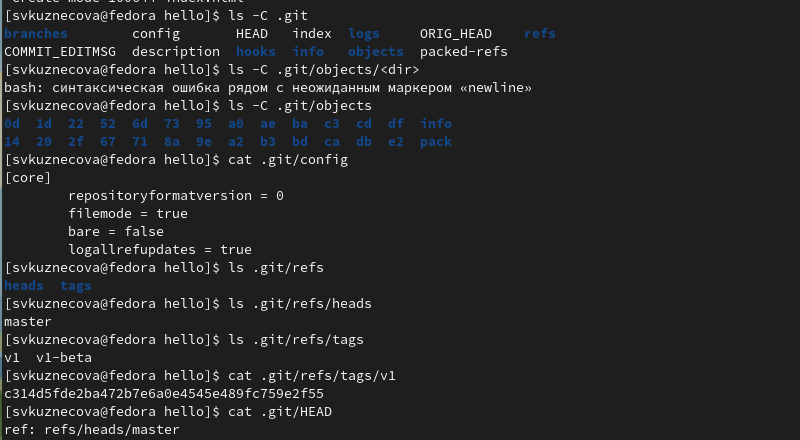 [svkuznecova@fedora hello]$ ls -C .git
branches        config       HEAD   index  logs     ORIG_HEAD    refs
COMMIT_EDITMSG  description  hooks  info   objects  packed-refs
[svkuznecova@fedora hello]$ ls -C .git/objects/<dir>
bash: синтаксическая ошибка рядом с неожиданным маркером «newline»
[svkuznecova@fedora hello]$ ls -C .git/objects
0d  1d  22  52  6d  73  95  a0  ae  ba  c3  cd  df  info
14  20  2f  67  71  8a  9e  a2  b3  bd  ca  db  e2  pack
[svkuznecova@fedora hello]$ cat .git/config
[core]
        repositoryformatversion = 0
        filemode = true
        bare = false
        logallrefupdates = true
[svkuznecova@fedora hello]$ ls .git/refs
heads  tags
[svkuznecova@fedora hello]$ ls .git/refs/heads
master
[svkuznecova@fedora hello]$ ls .git/refs/tags
v1  v1-beta
[svkuznecova@fedora hello]$ cat .git/refs/tags/v1
c314d5fde2ba472b7e6a0e4545e489fc759e2f55
[svkuznecova@fedora hello]$ cat .git/HEAD
ref: refs/heads/master